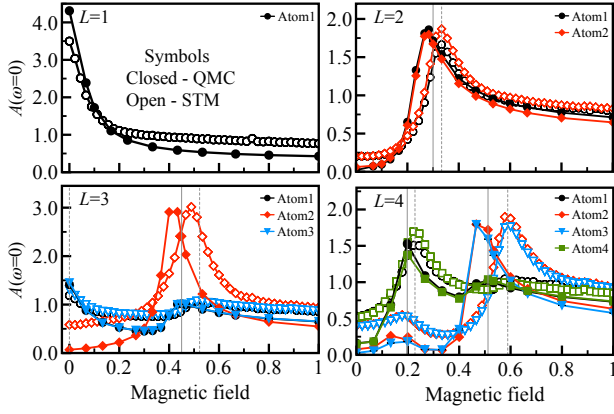 L=1
Atom1
Symbols
Closed - QMC
Open - STM
A(ω=0)
4.0
3.0
2.0
1.0
0.0
L=2
Atom1
Atom2
2.0
1.5
1.0
0.5
0.0
L=3
Atom1
Atom2
Atom3
A(ω=0)
3.0
2.0
1.0
0.0
0 0.2 0.4 0.6 0.8 1
Magnetic field
L=4
Atom1
Atom2
Atom3
Atom4
2.0
1.5
1.0
0.5
0.0
0 0.2 0.4 0.6 0.8 1
Magnetic field